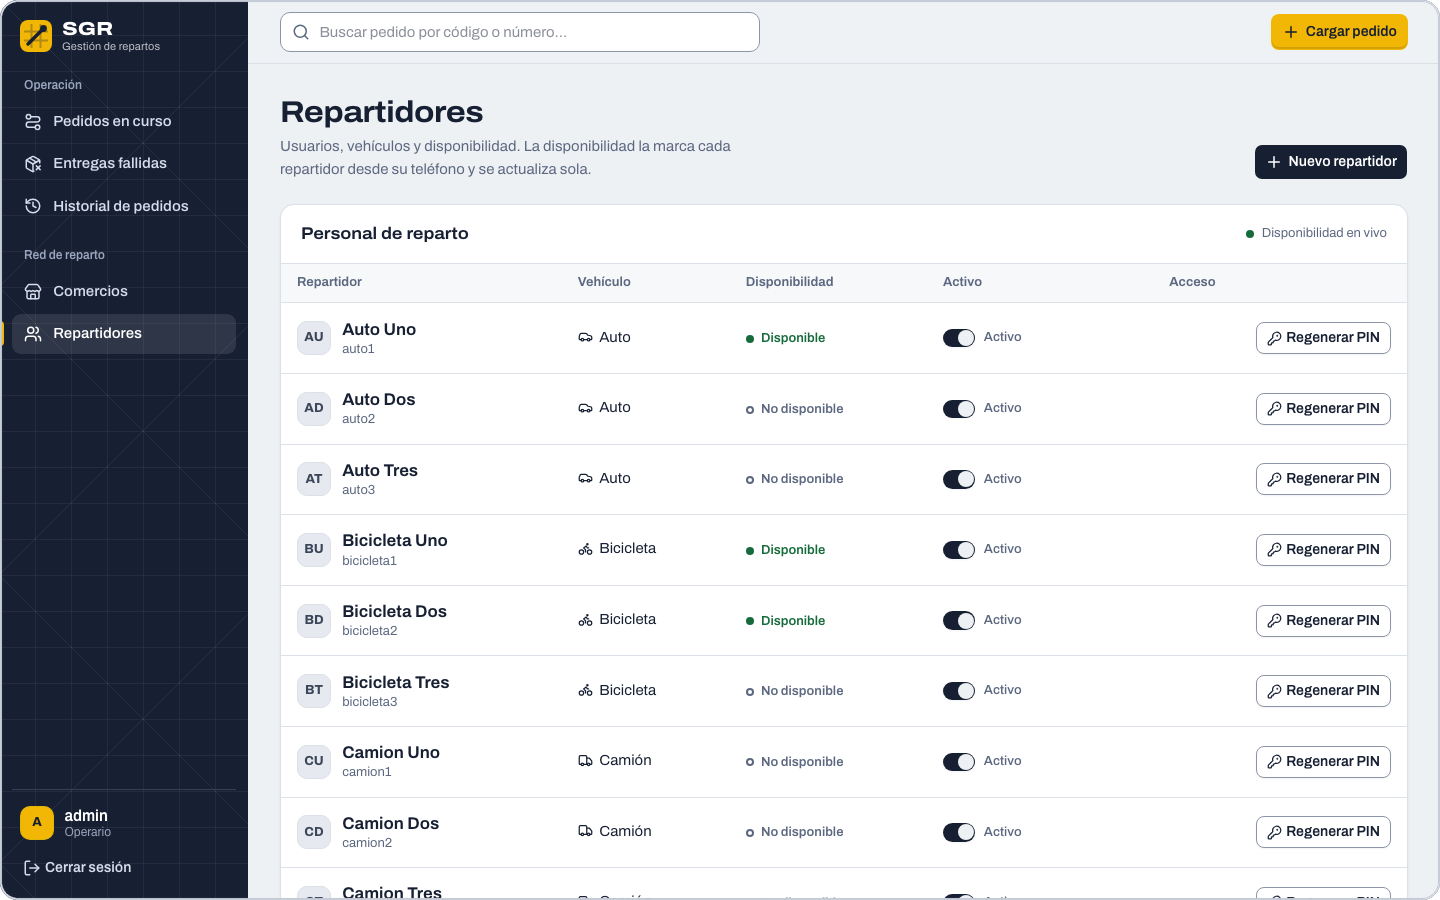 SGR
Gestión de repartos
Operación
Pedidos en curso
Entregas fallidas
Historial de pedidos
Red de reparto
Comercios
Repartidores
A
admin
Operario
Cerrar sesión
Buscar pedido por código o número...
Cargar pedido
Repartidores
Usuarios, vehículos y disponibilidad. La disponibilidad la marca cada
repartidor desde su teléfono y se actualiza sola.
Nuevo repartidor
Personal de reparto
Disponibilidad en vivo
Repartidor Vehículo Disponibilidad Activo Acceso
AU Auto Uno Auto Disponible Activo Regenerar PIN
auto1
AD Auto Dos Auto No disponible Activo Regenerar PIN
auto2
AT Auto Tres Auto No disponible Activo Regenerar PIN
auto3
BU Bicicleta Uno Bicicleta Disponible Activo Regenerar PIN
bicicleta1
BD Bicicleta Dos Bicicleta Disponible Activo Regenerar PIN
bicicleta2
BT Bicicleta Tres Bicicleta No disponible Activo Regenerar PIN
bicicleta3
CU Camion Uno Camión No disponible Activo Regenerar PIN
camion1
CD Camion Dos Camión No disponible Activo Regenerar PIN
camion2
Camion Tres